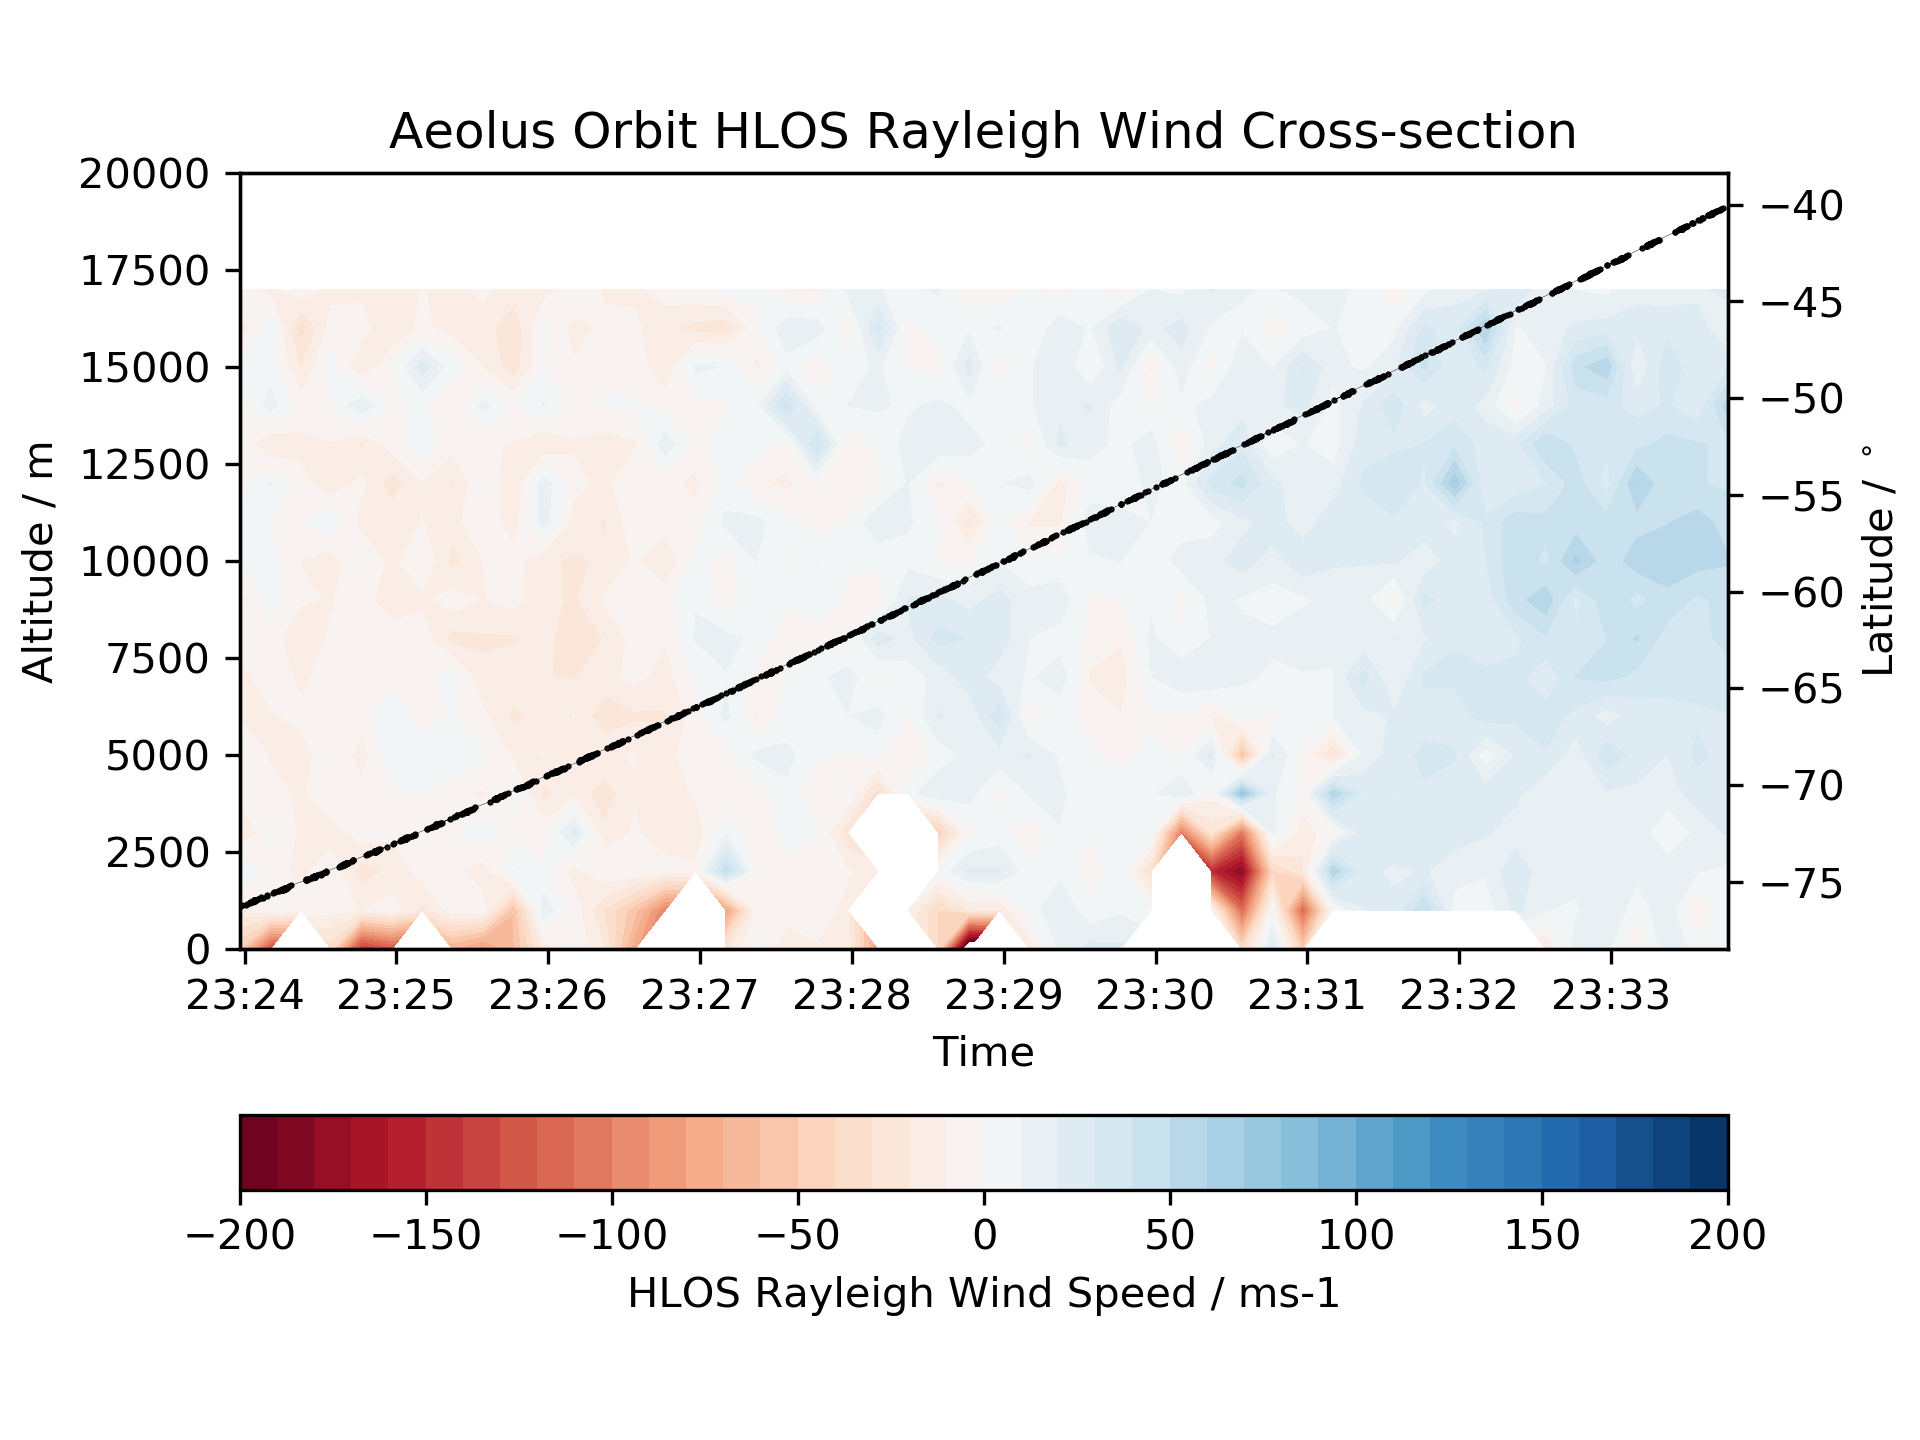 Aeolus Orbit HLOS Rayleigh Wind Cross-section
20000
17500
15000
12500
10000
7500
5000
2500
0
Altitude / m
−40
−45
−50
−55
−60
−65
−70
−75
Latitude / °
23:24 23:25 23:26 23:27 23:28 23:29 23:30 23:31 23:32 23:33
Time
−200 −150 −100 −50 0 50 100 150 200
HLOS Rayleigh Wind Speed / ms-1